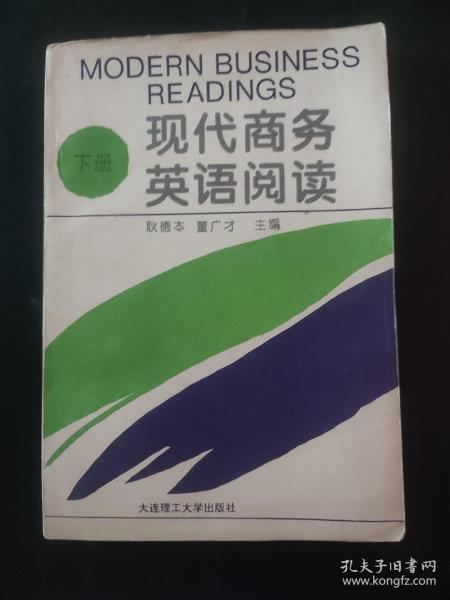 MODERN BUSINESS
READINGS
下册
现代商务
英语阅读
耿德本 董广才 主编
大连理工大学出版社
孔夫子旧书网
www.kongfz.com